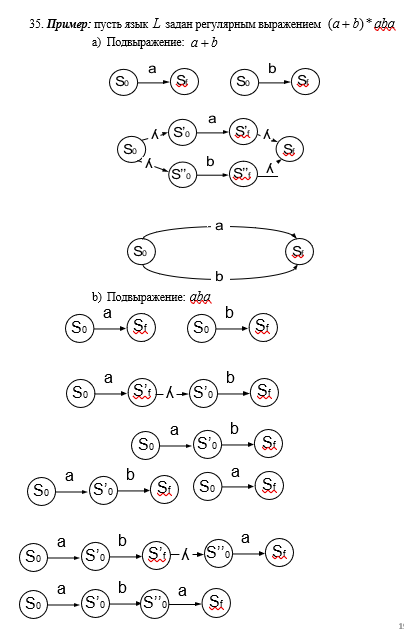 35. Пример: пусть язык L задан регулярным выражением (a + b)* aba
a) Подвыражение: a + b
a b
S₀ Sf S₀ Sf
a
S'₀ S'f
λ λ
S₀ Sf
λ λ
b
S''₀ S''f
a
S₀ Sf
b
b) Подвыражение: aba
a b
S₀ Sf S₀ Sf
a b
S₀ S'f λ S'₀ Sf
a b
S₀ S'₀ Sf
a b a
S₀ S'₀ Sf S₀ Sf
a b a
S₀ S'₀ S'f λ S''₀ Sf
a b a
S₀ S'₀ S''₀ Sf